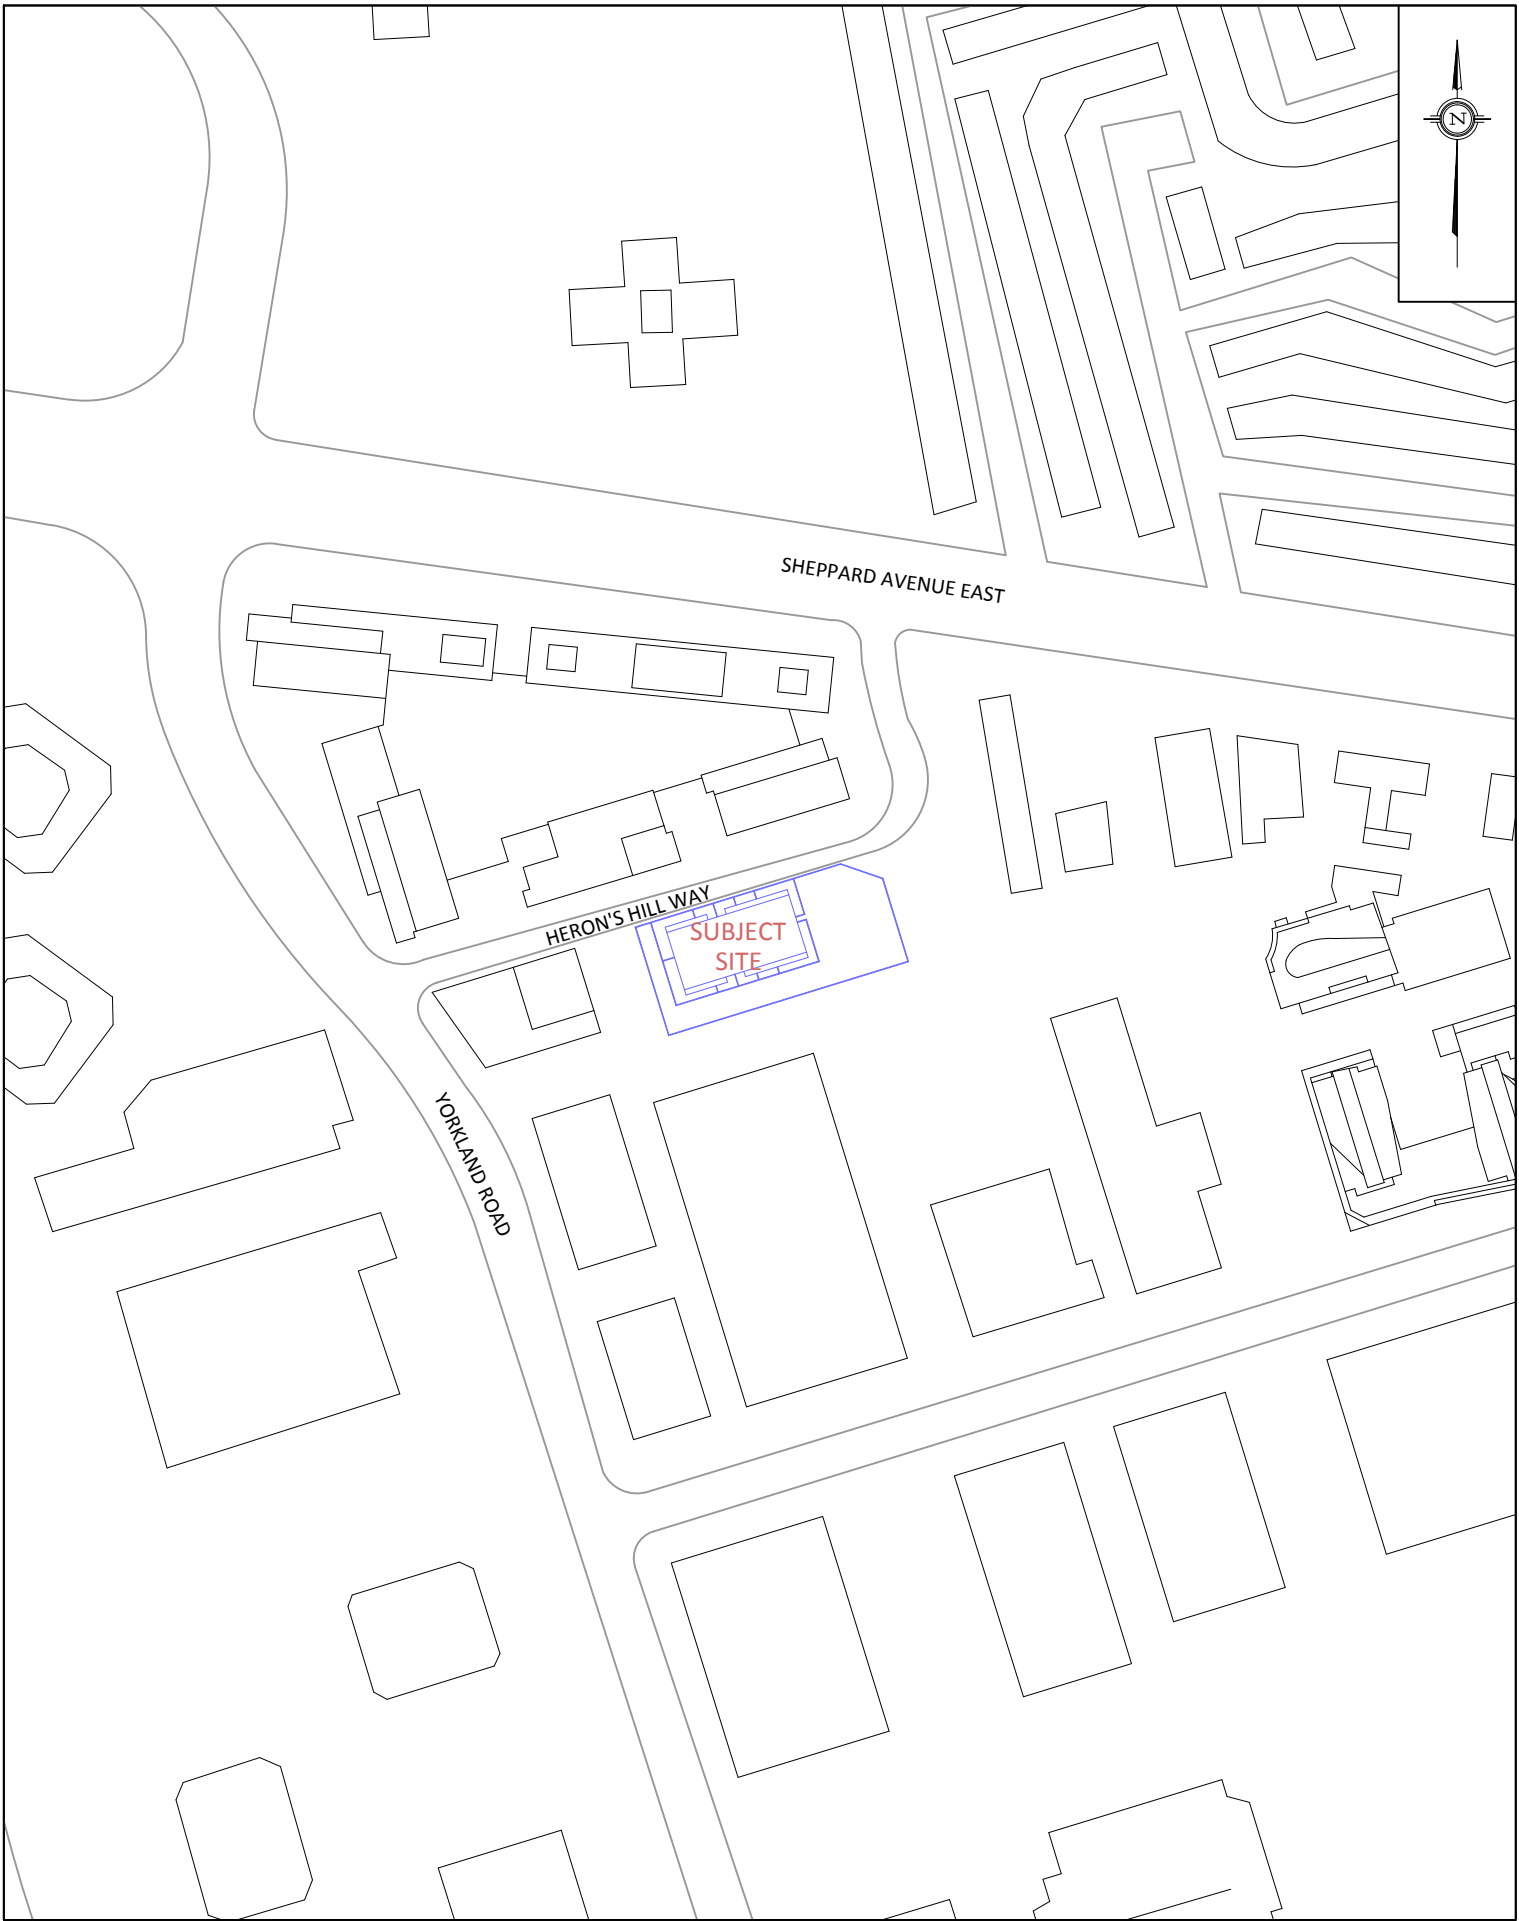 N
SHEPPARD AVENUE EAST
HERON'S HILL WAY
SUBJECT
SITE
YORKLAND ROAD